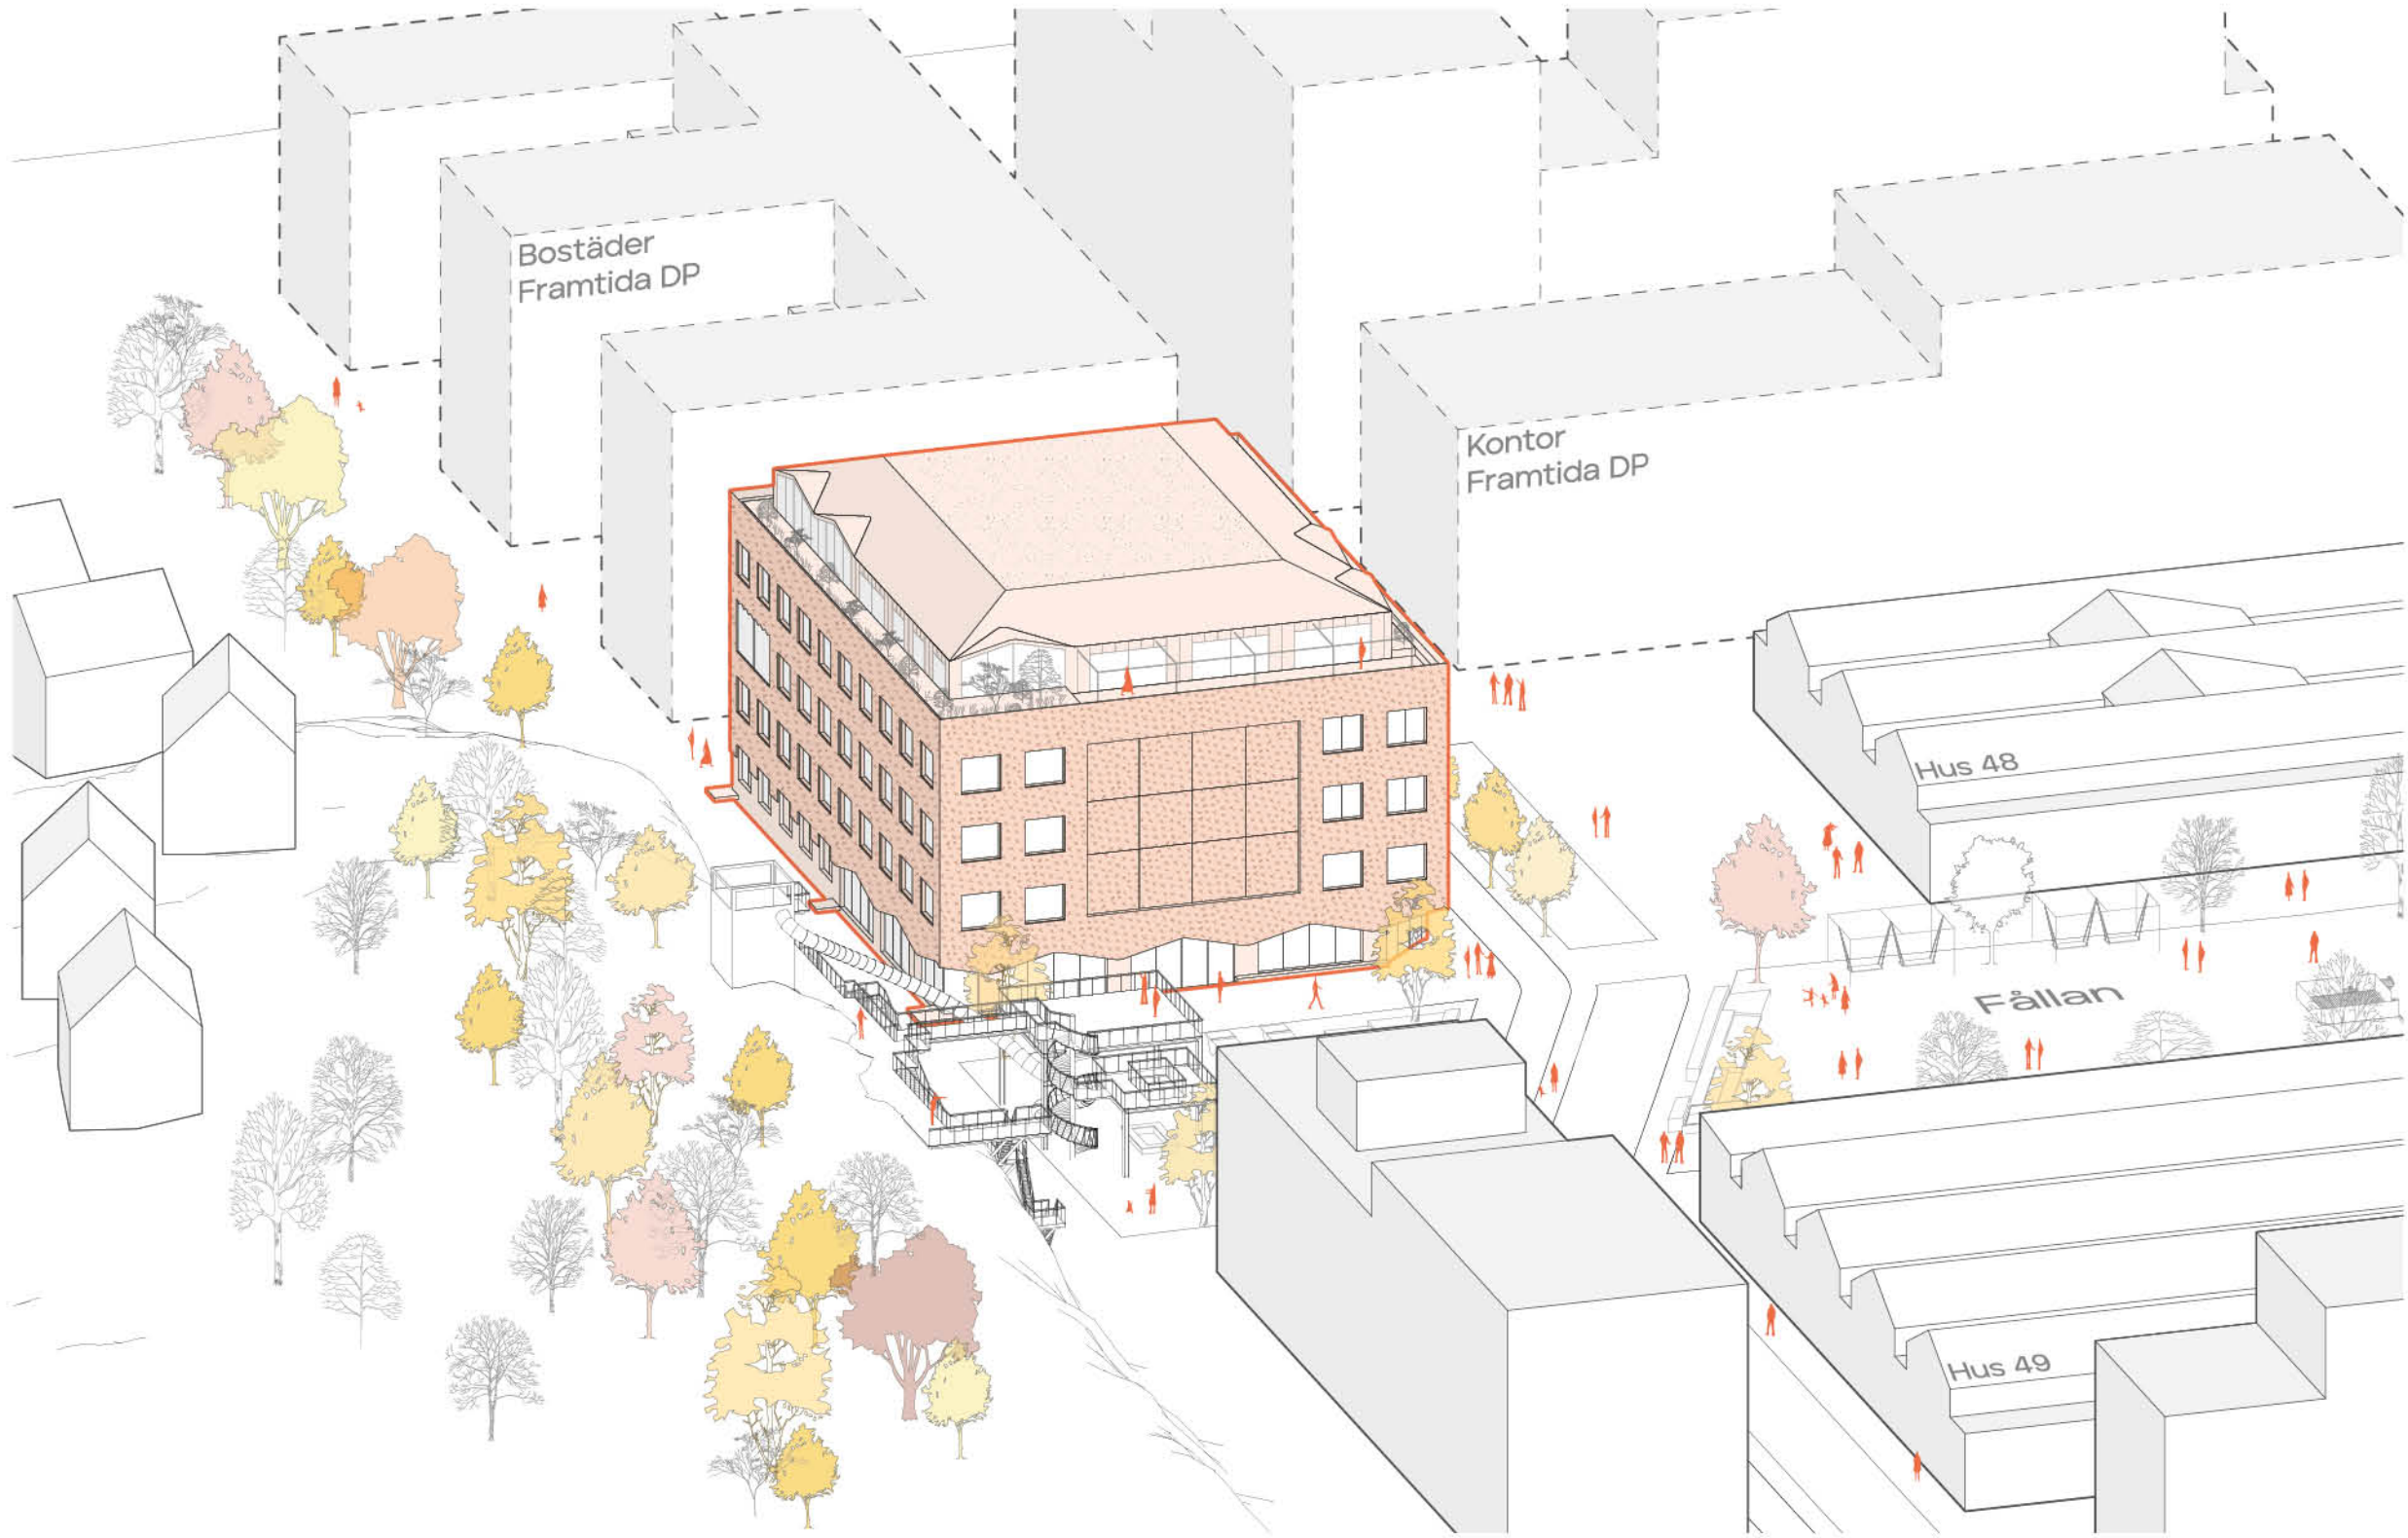 Bostäder
Framtida DP
Kontor
Framtida DP
Hus 48
Fållan
Hus 49